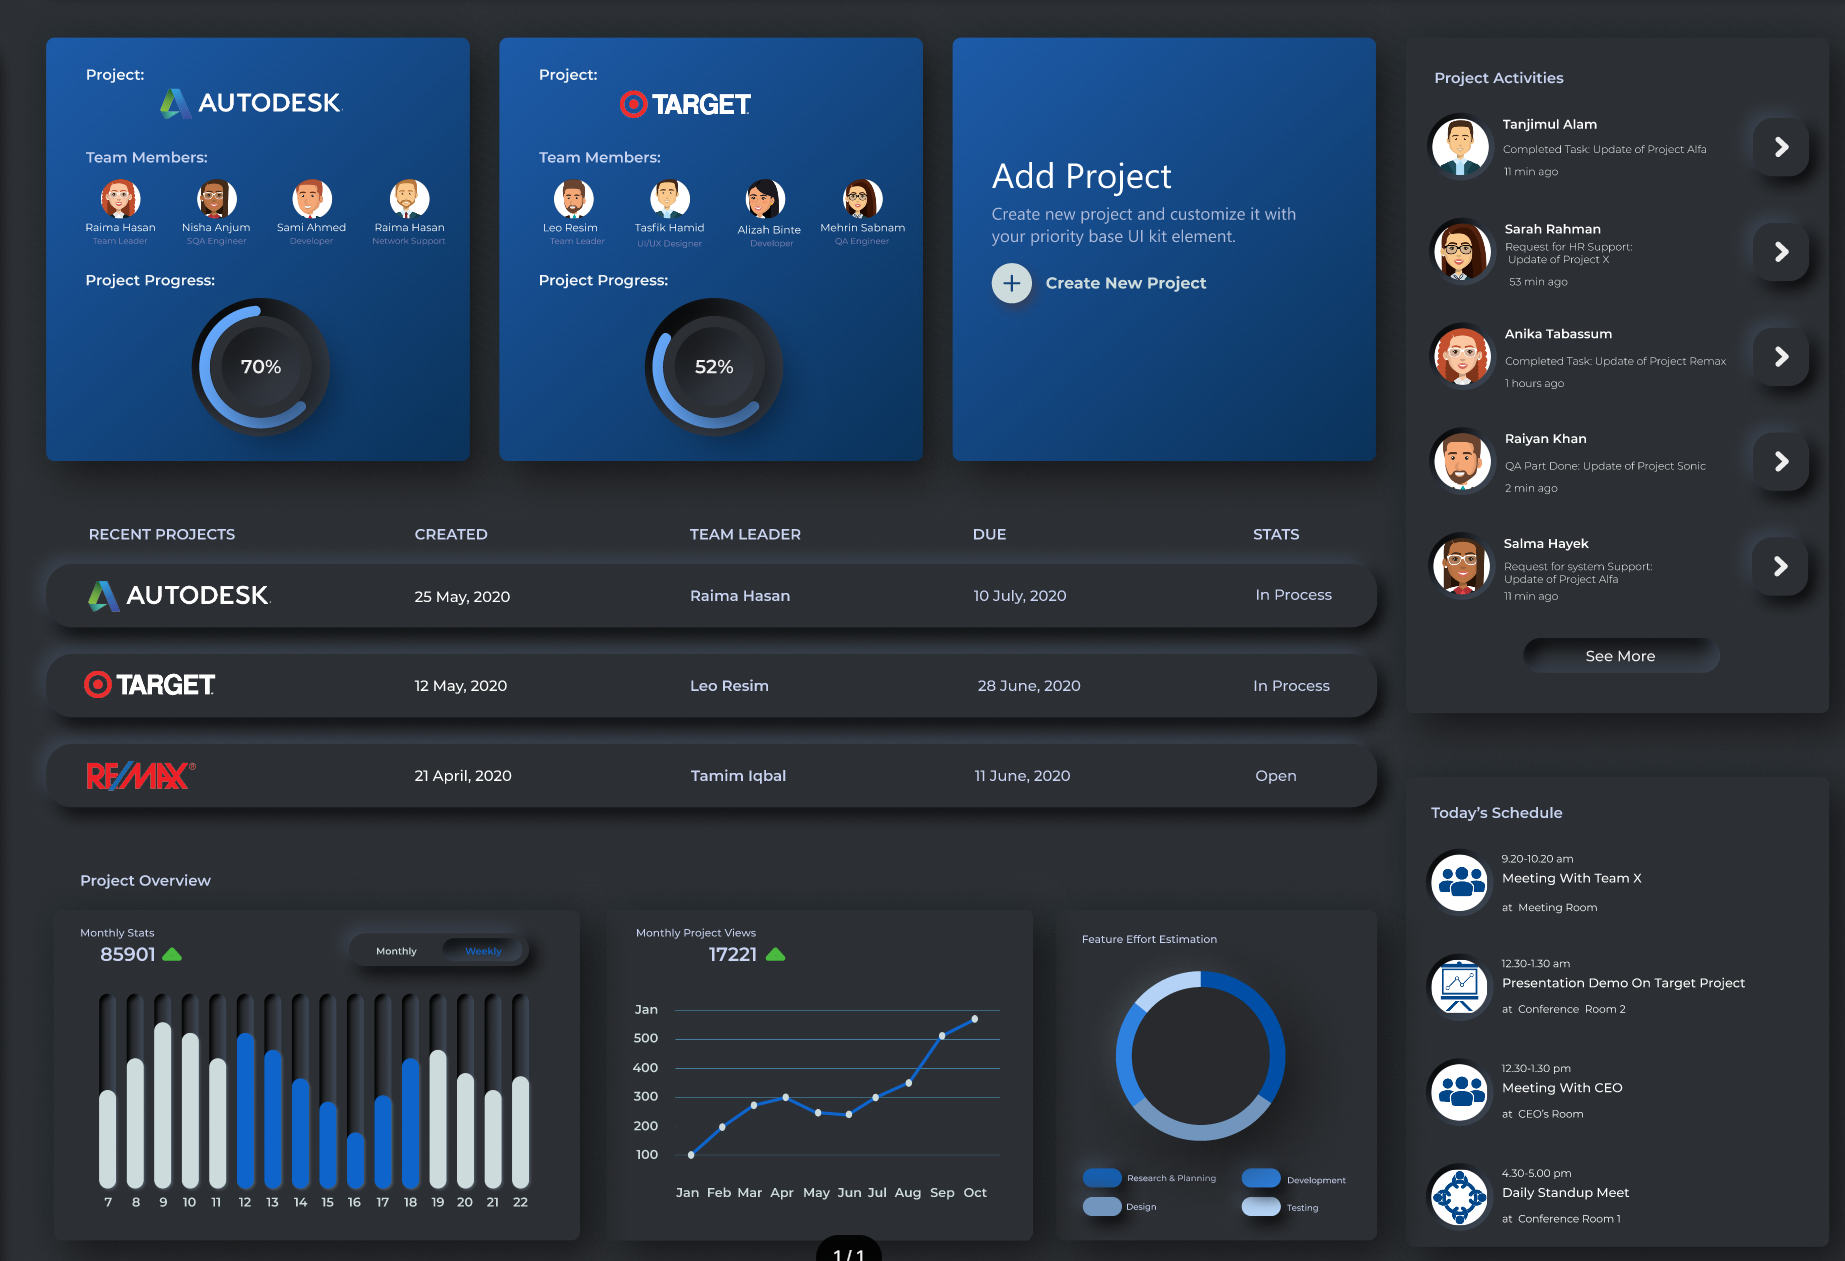 Project:
AUTODESK.
Team Members:
Raima Hasan
Team Leader
Nisha Anjum
SQA Engineer
Sami Ahmed
Developer
Raima Hasan
Network Support
Project Progress:
70%
Project:
TARGET.
Team Members:
Leo Resim
Team Leader
Tasfik Hamid
UI/UX Designer
Alizah Binte
Developer
Mehrin Sabnam
QA Engineer
Project Progress:
52%
Add Project
Create new project and customize it with
your priority base UI kit element.
+ Create New Project
Project Activities
Tanjimul Alam
Completed Task: Update of Project Alfa
11 min ago
Sarah Rahman
Request for HR Support:
Update of Project X
53 min ago
Anika Tabassum
Completed Task: Update of Project Remax
1 hours ago
Raiyan Khan
QA Part Done: Update of Project Sonic
2 min ago
Salma Hayek
Request for system Support:
Update of Project Alfa
11 min ago
See More
RECENT PROJECTS CREATED TEAM LEADER DUE STATS
AUTODESK. 25 May, 2020 Raima Hasan 10 July, 2020 In Process
TARGET. 12 May, 2020 Leo Resim 28 June, 2020 In Process
RE/MAX® 21 April, 2020 Tamim Iqbal 11 June, 2020 Open
Today’s Schedule
9.20-10.20 am
Meeting With Team X
at Meeting Room
12.30-1.30 am
Presentation Demo On Target Project
at Conference Room 2
12.30-1.30 pm
Meeting With CEO
at CEO’s Room
4.30-5.00 pm
Daily Standup Meet
at Conference Room 1
Project Overview
Monthly Stats
85901
Monthly Weekly
7 8 9 10 11 12 13 14 15 16 17 18 19 20 21 22
Monthly Project Views
17221
Jan
500
400
300
200
100
Jan Feb Mar Apr May Jun Jul Aug Sep Oct
Feature Effort Estimation
Research & Planning
Development
Design
Testing
1/1